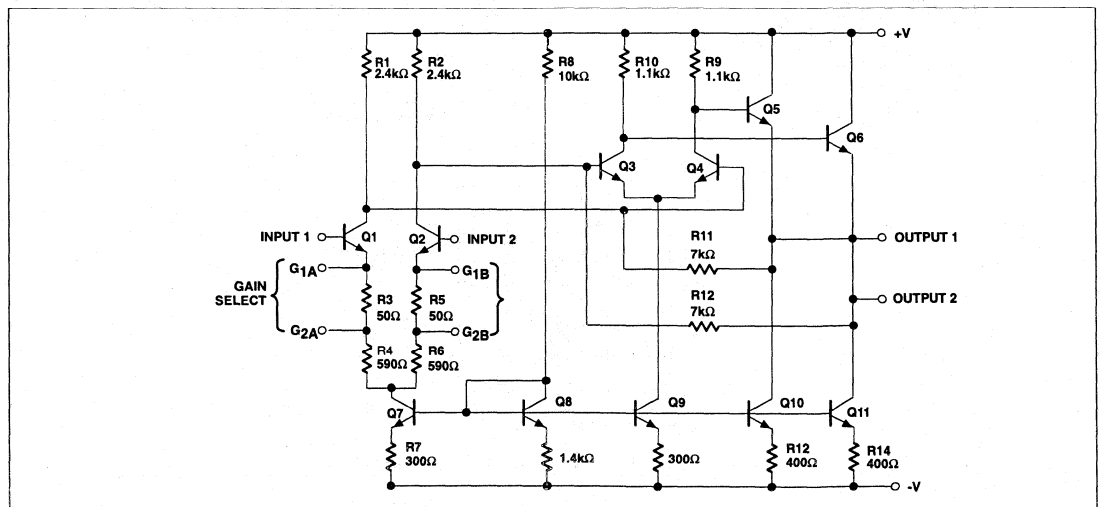 +V
R1
2.4kΩ
R2
2.4kΩ
R8
10kΩ
R10
1.1kΩ
R9
1.1kΩ
Q5
Q6
Q3
Q4
INPUT 1
Q1
Q2
INPUT 2
R11
7kΩ
OUTPUT 1
G1A
G1B
GAIN
SELECT
R3
50Ω
R5
50Ω
OUTPUT 2
R12
7kΩ
G2A
G2B
R4
590Ω
R6
590Ω
Q7
Q8
Q9
Q10
Q11
R7
300Ω
1.4kΩ
300Ω
R12
400Ω
R14
400Ω
-V